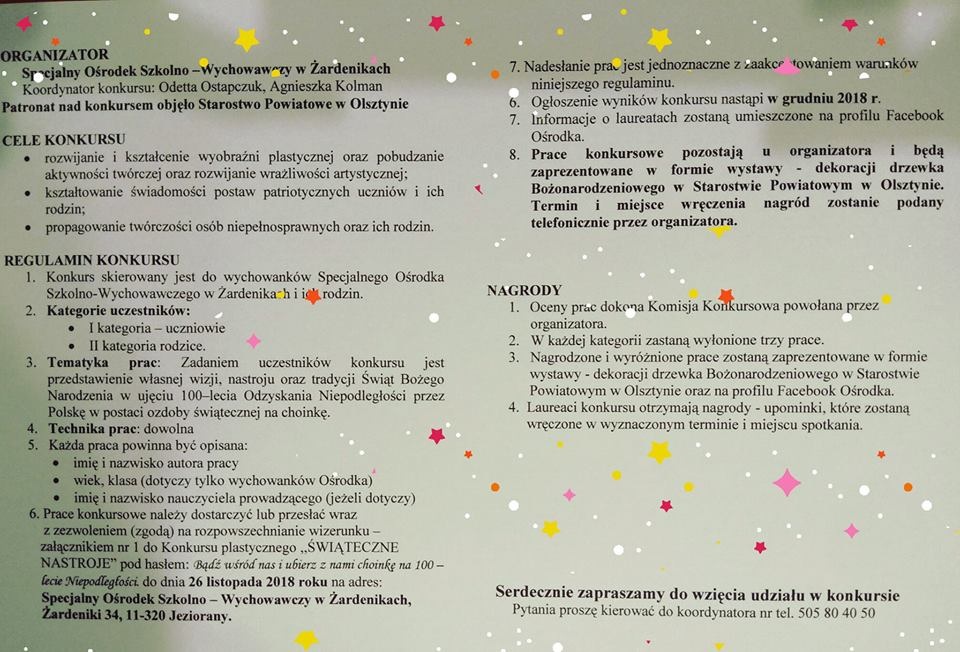 ORGANIZATOR
Specjalny Ośrodek Szkolno –Wychowawczy w Żardenikach
Koordynator konkursu: Odetta Ostapczuk, Agnieszka Kolman
Patronat nad konkursem objęło Starostwo Powiatowe w Olsztynie
CELE KONKURSU
• rozwijanie i kształcenie wyobraźni plastycznej oraz pobudzanie
aktywności twórczej oraz rozwijanie wrażliwości artystycznej;
• kształtowanie świadomości postaw patriotycznych uczniów i ich
rodzin;
• propagowanie twórczości osób niepełnosprawnych oraz ich rodzin.
REGULAMIN KONKURSU
1. Konkurs skierowany jest do wychowanków Specjalnego Ośrodka
Szkolno-Wychowawczego w Żardenikach i ich rodzin.
2. Kategorie uczestników:
• I kategoria – uczniowie
• II kategoria rodzice.
3. Tematyka prac: Zadaniem uczestników konkursu jest
przedstawienie własnej wizji, nastroju oraz tradycji Świąt Bożego
Narodzenia w ujęciu 100–lecia Odzyskania Niepodległości przez
Polskę w postaci ozdoby świątecznej na choinkę.
4. Technika prac: dowolna
5. Każda praca powinna być opisana:
• imię i nazwisko autora pracy
• wiek, klasa (dotyczy tylko wychowanków Ośrodka)
• imię i nazwisko nauczyciela prowadzącego (jeżeli dotyczy)
6. Prace konkursowe należy dostarczyć lub przesłać wraz
z zezwoleniem (zgodą) na rozpowszechnianie wizerunku –
załącznikiem nr 1 do Konkursu plastycznego „ŚWIĄTECZNE
NASTROJE” pod hasłem: Bądź wśród nas i ubierz z nami choinkę na 100 –
lecie Niepodległości. do dnia 26 listopada 2018 roku na adres:
Specjalny Ośrodek Szkolno – Wychowawczy w Żardenikach,
Żardeniki 34, 11-320 Jeziorany.
7. Nadesłanie prac jest jednoznaczne z zaakceptowaniem warunków
niniejszego regulaminu.
6. Ogłoszenie wyników konkursu nastąpi w grudniu 2018 r.
7. Informacje o laureatach zostaną umieszczone na profilu Facebook
Ośrodka.
8. Prace konkursowe pozostają u organizatora i będą
zaprezentowane w formie wystawy - dekoracji drzewka
Bożonarodzeniowego w Starostwie Powiatowym w Olsztynie.
Termin i miejsce wręczenia nagród zostanie podany
telefonicznie przez organizatora.
NAGRODY
1. Oceny prac dokona Komisja Konkursowa powołana przez
organizatora.
2. W każdej kategorii zastaną wyłonione trzy prace.
3. Nagrodzone i wyróżnione prace zostaną zaprezentowane w formie
wystawy - dekoracji drzewka Bożonarodzeniowego w Starostwie
Powiatowym w Olsztynie oraz na profilu Facebook Ośrodka.
4. Laureaci konkursu otrzymają nagrody - upominki, które zostaną
wręczone w wyznaczonym terminie i miejscu spotkania.
Serdecznie zapraszamy do wzięcia udziału w konkursie
Pytania proszę kierować do koordynatora nr tel. 505 80 40 50